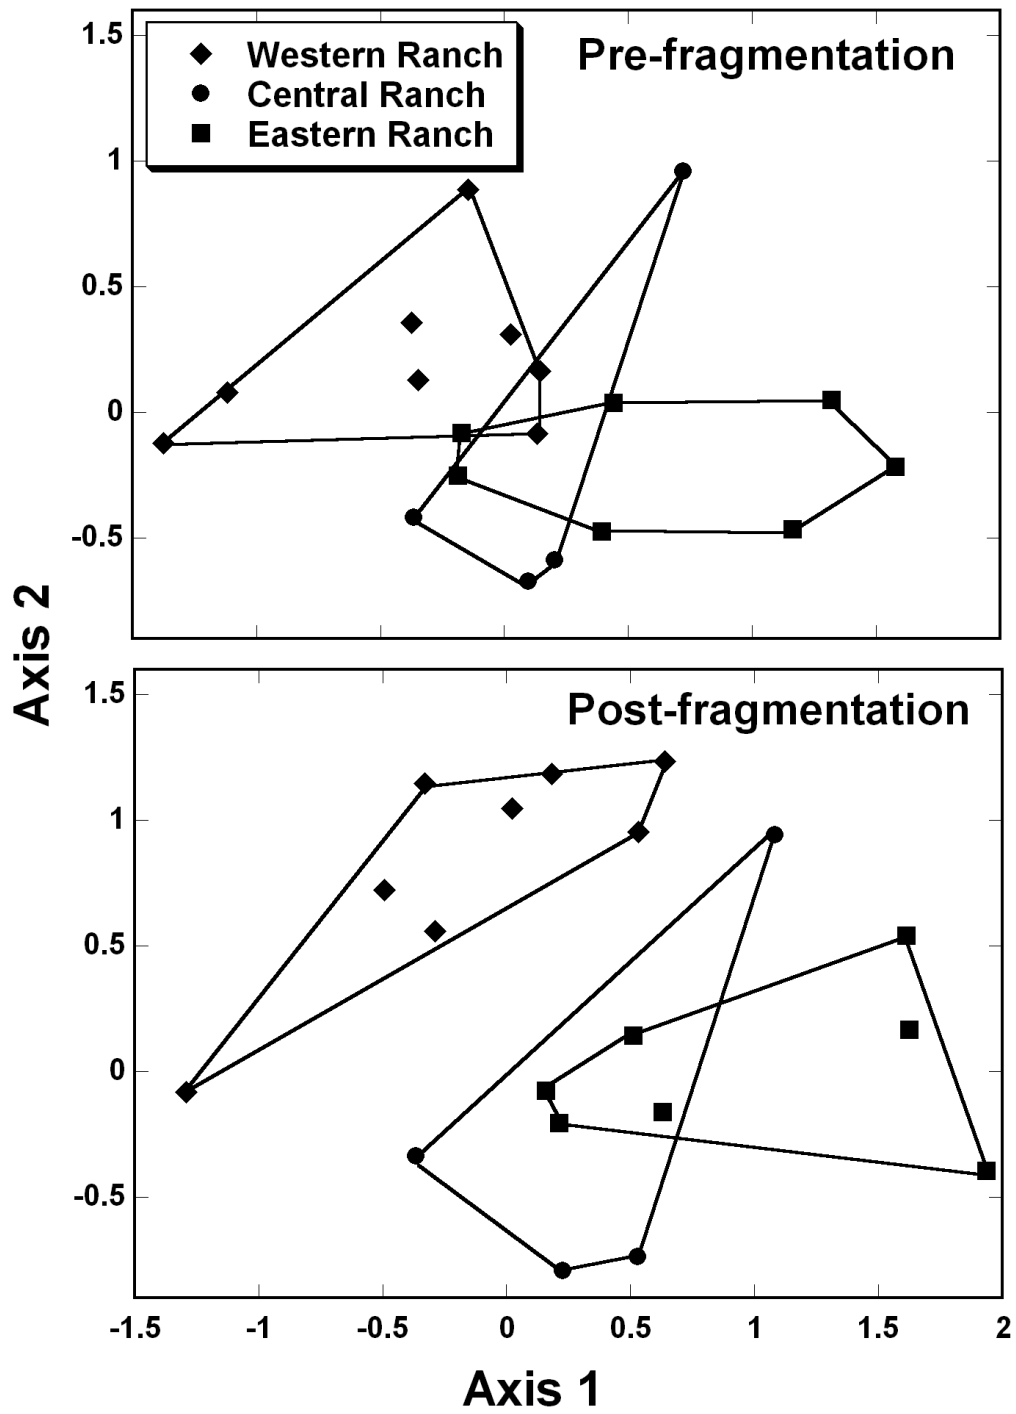 1.5
Western Ranch
Central Ranch
Eastern Ranch
Pre-fragmentation
1
0.5
0
-0.5
Axis 2
Post-fragmentation
1.5
1
0.5
0
-0.5
-1.5 -1 -0.5 0 0.5 1 1.5 2
Axis 1